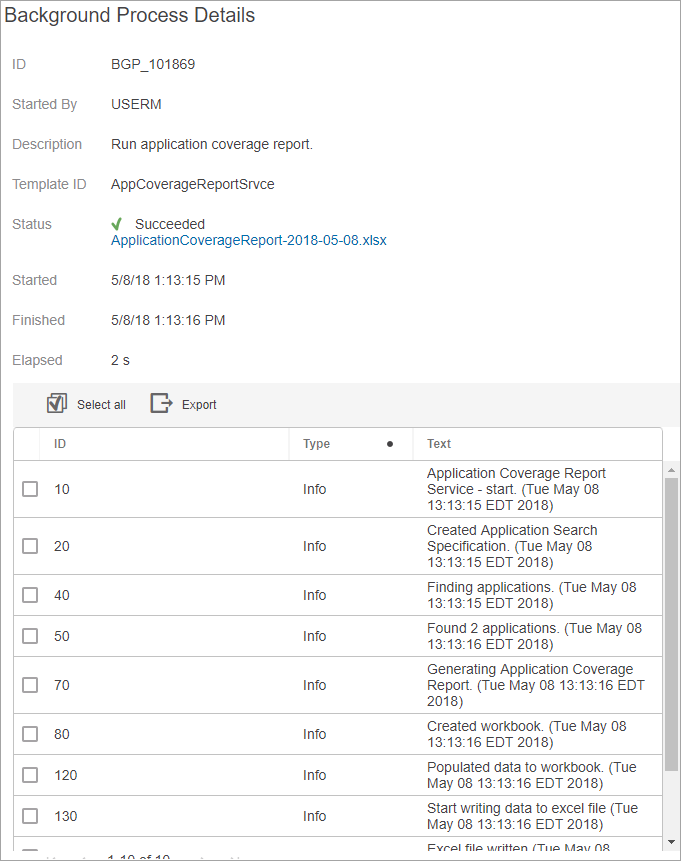 Background Process Details
ID BGP_101869
Started By USERM
Description Run application coverage report.
Template ID AppCoverageReportSrvce
Status Succeeded
ApplicationCoverageReport-2018-05-08.xlsx
Started 5/8/18 1:13:15 PM
Finished 5/8/18 1:13:16 PM
Elapsed 2 s
Select all Export
ID Type Text
10 Info Application Coverage Report
Service - start. (Tue May 08
13:13:15 EDT 2018)
20 Info Created Application Search
Specification. (Tue May 08
13:13:15 EDT 2018)
40 Info Finding applications. (Tue May 08
13:13:15 EDT 2018)
50 Info Found 2 applications. (Tue May 08
13:13:16 EDT 2018)
70 Info Generating Application Coverage
Report. (Tue May 08 13:13:16 EDT
2018)
80 Info Created workbook. (Tue May 08
13:13:16 EDT 2018)
120 Info Populated data to workbook. (Tue
May 08 13:13:16 EDT 2018)
130 Info Start writing data to excel file (Tue
May 08 13:13:16 EDT 2018)
Excel file written (Tue May 08
1-10 of 10